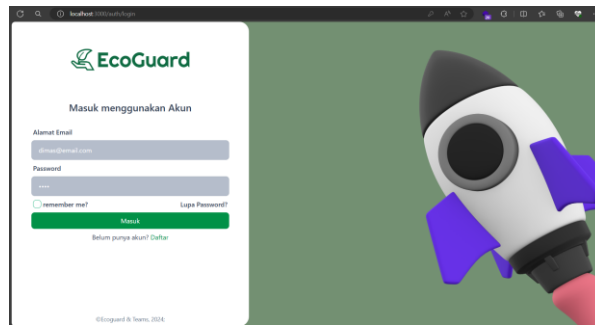 localhost:3000/auth/login
EcoGuard
Masuk menggunakan Akun
Alamat Email
dimas@email.com
Password
remember me? Lupa Password?
Masuk
Belum punya akun? Daftar
©Ecoguard & Teams, 2024.